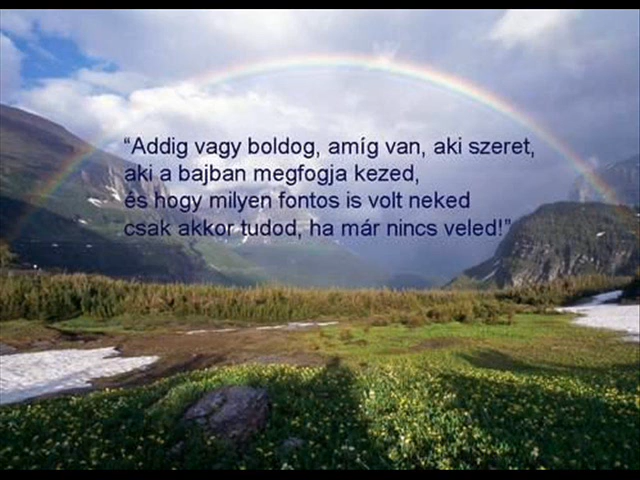 “Addig vagy boldog, amíg van, aki szeret,
aki a bajban megfogja kezed,
és hogy milyen fontos is volt neked
csak akkor tudod, ha már nincs veled!”